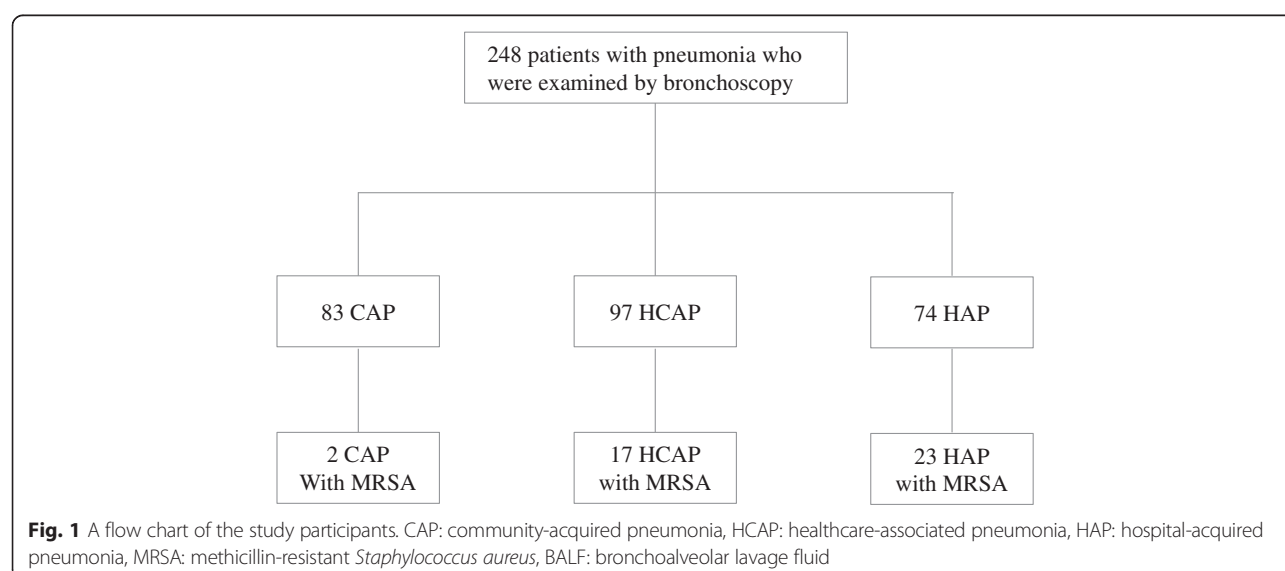 248 patients with pneumonia who
were examined by bronchoscopy
83 CAP
97 HCAP
74 HAP
2 CAP
With MRSA
17 HCAP
with MRSA
23 HAP
with MRSA
Fig. 1 A flow chart of the study participants. CAP: community-acquired pneumonia, HCAP: healthcare-associated pneumonia, HAP: hospital-acquired
pneumonia, MRSA: methicillin-resistant Staphylococcus aureus, BALF: bronchoalveolar lavage fluid